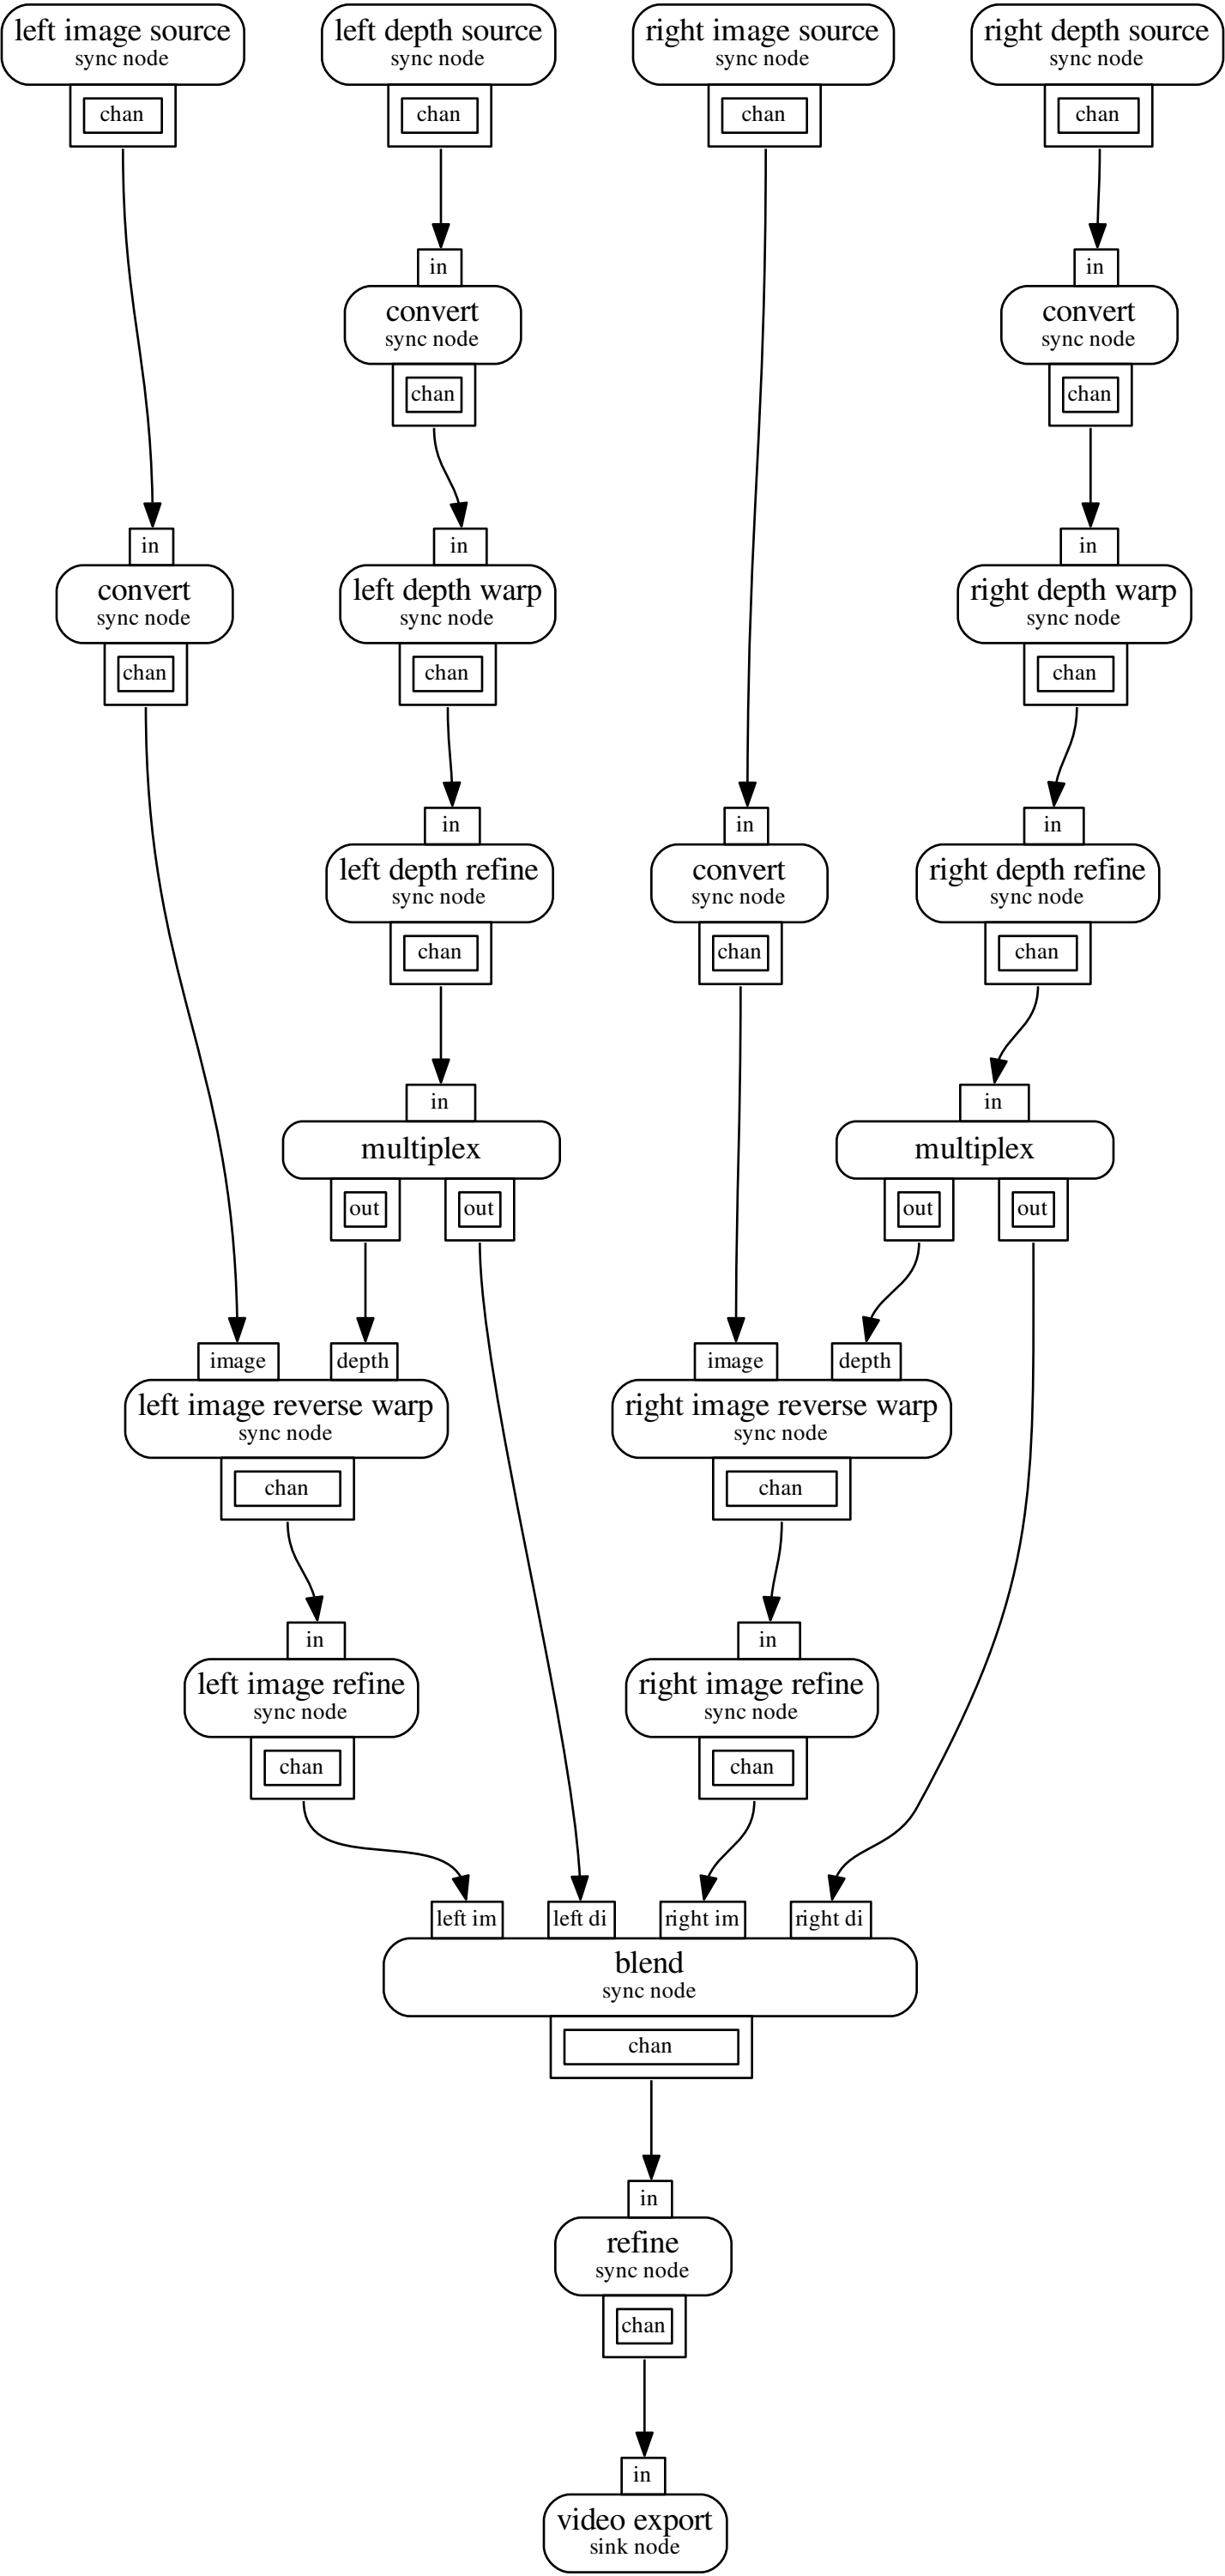 left image source
sync node
chan
left depth source
sync node
chan
right image source
sync node
chan
right depth source
sync node
chan
in
convert
sync node
chan
in
convert
sync node
chan
in
convert
sync node
chan
in
left depth warp
sync node
chan
in
right depth warp
sync node
chan
in
left depth refine
sync node
chan
in
convert
sync node
chan
in
right depth refine
sync node
chan
in
multiplex
out
out
in
multiplex
out
out
image
depth
left image reverse warp
sync node
chan
image
depth
right image reverse warp
sync node
chan
in
left image refine
sync node
chan
in
right image refine
sync node
chan
left im
left di
right im
right di
blend
sync node
chan
in
refine
sync node
chan
in
video export
sink node